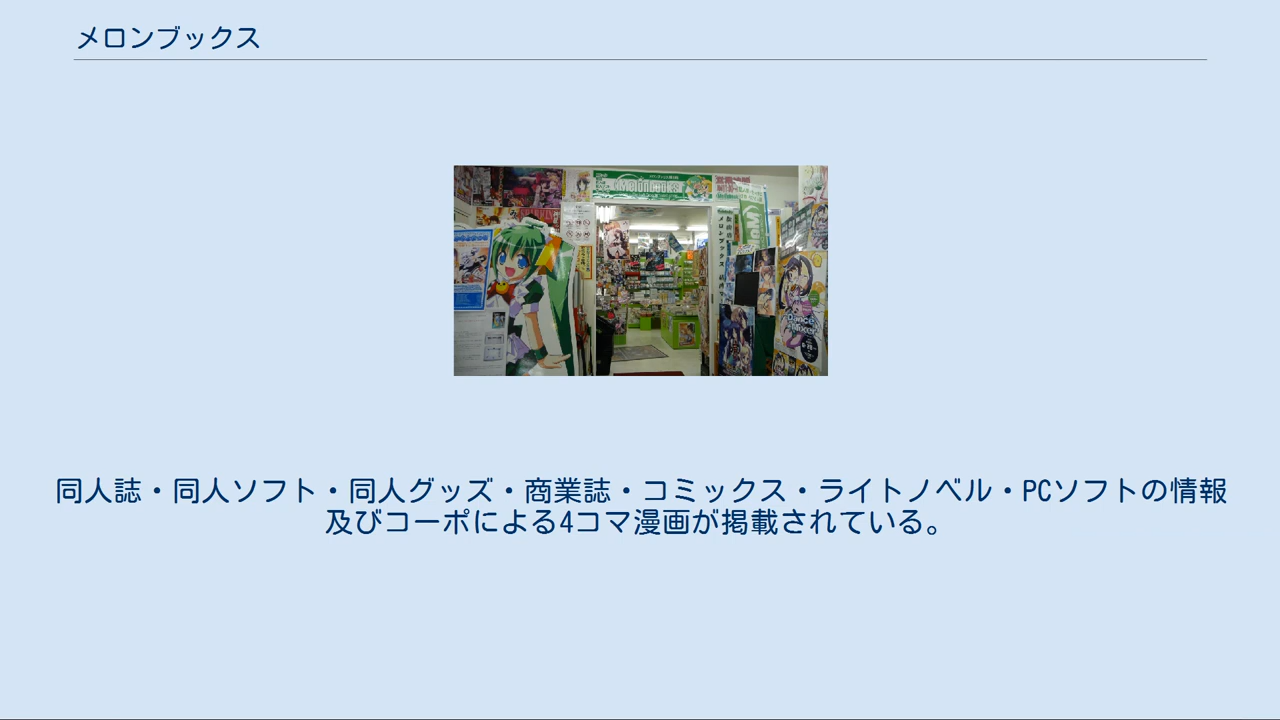 メロンブックス
Melonbooks
同人誌・同人ソフト・同人グッズ・商業誌・コミックス・ライトノベル・PCソフトの情報
及びコーポによる4コマ漫画が掲載されている。